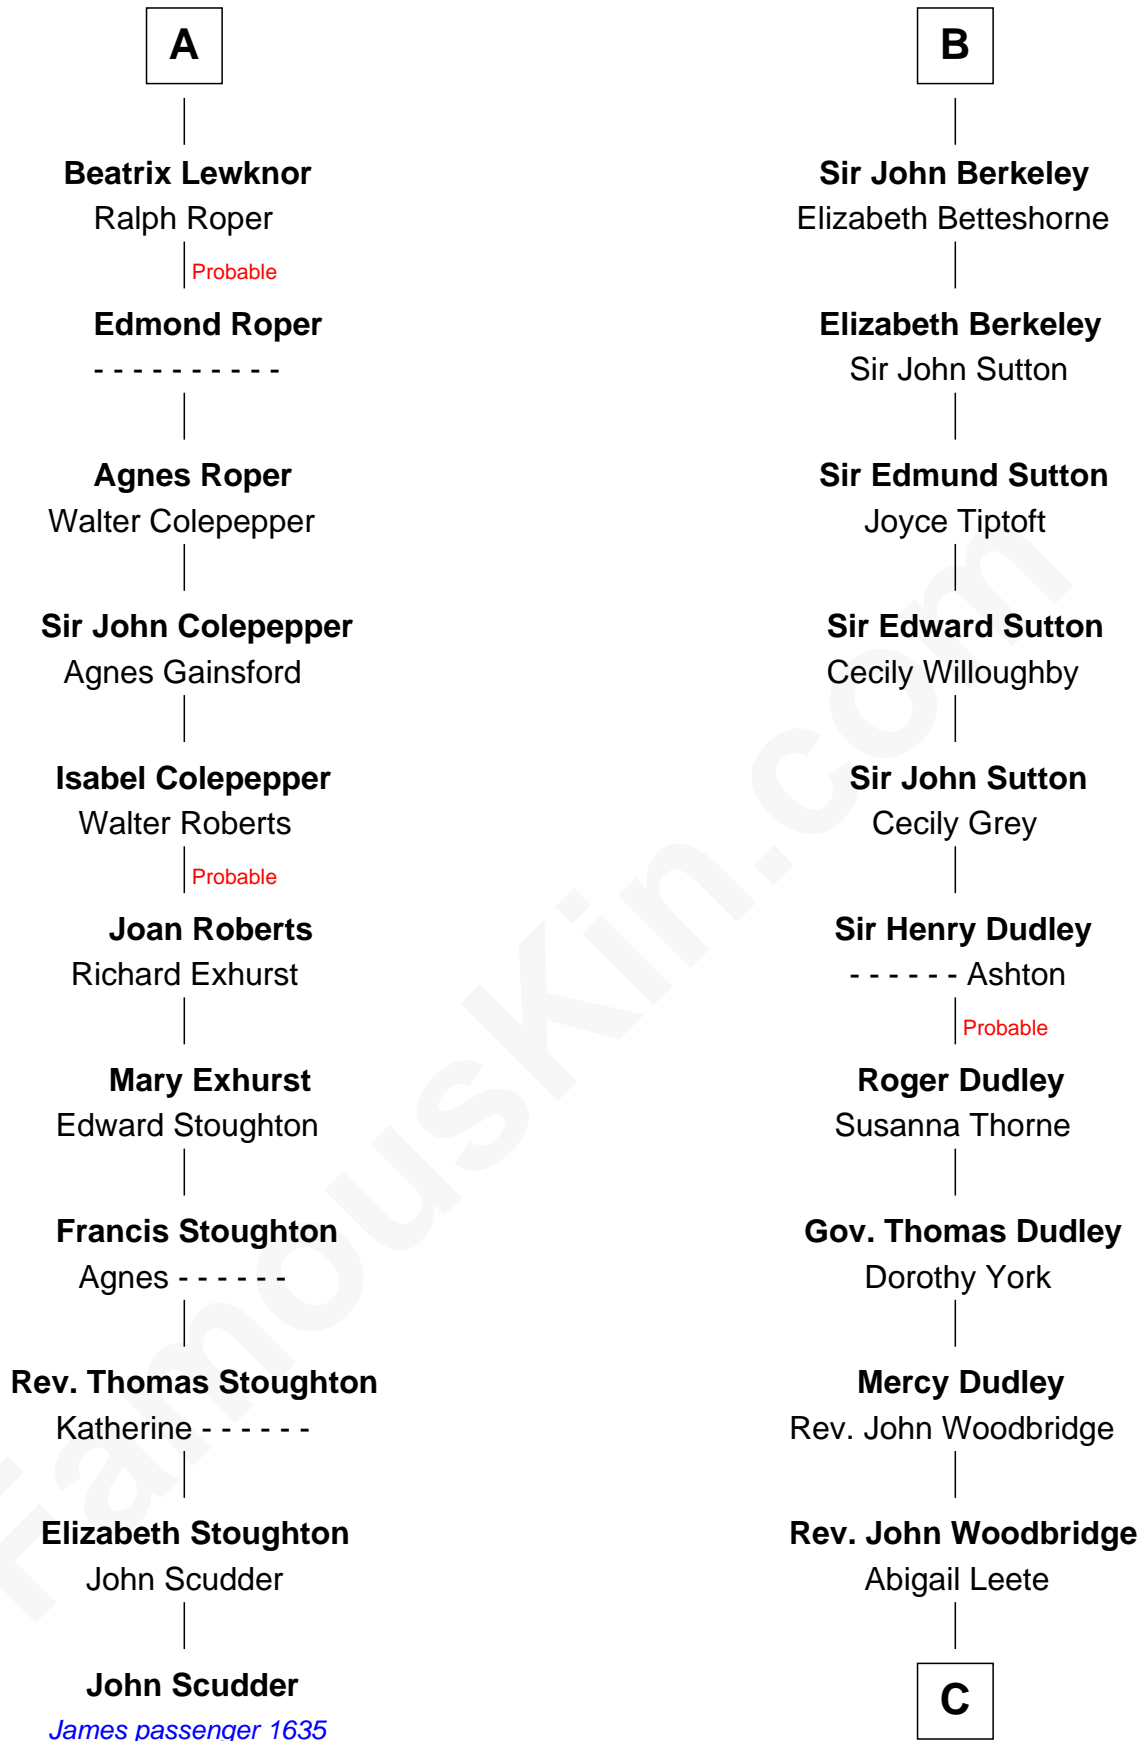 A
Beatrix Lewknor
Ralph Roper
Probable
Edmond Roper
- - - - - - - - - -
Agnes Roper
Walter Colepepper
Sir John Colepepper
Agnes Gainsford
Isabel Colepepper
Walter Roberts
Probable
Joan Roberts
Richard Exhurst
Mary Exhurst
Edward Stoughton
Francis Stoughton
Agnes - - - - - -
Rev. Thomas Stoughton
Katherine - - - - - -
Elizabeth Stoughton
John Scudder
John Scudder
James passenger 1635
B
Sir John Berkeley
Elizabeth Betteshorne
Elizabeth Berkeley
Sir John Sutton
Sir Edmund Sutton
Joyce Tiptoft
Sir Edward Sutton
Cecily Willoughby
Sir John Sutton
Cecily Grey
Sir Henry Dudley
- - - - - - Ashton
Probable
Roger Dudley
Susanna Thorne
Gov. Thomas Dudley
Dorothy York
Mercy Dudley
Rev. John Woodbridge
Rev. John Woodbridge
Abigail Leete
C
FamousKin.com